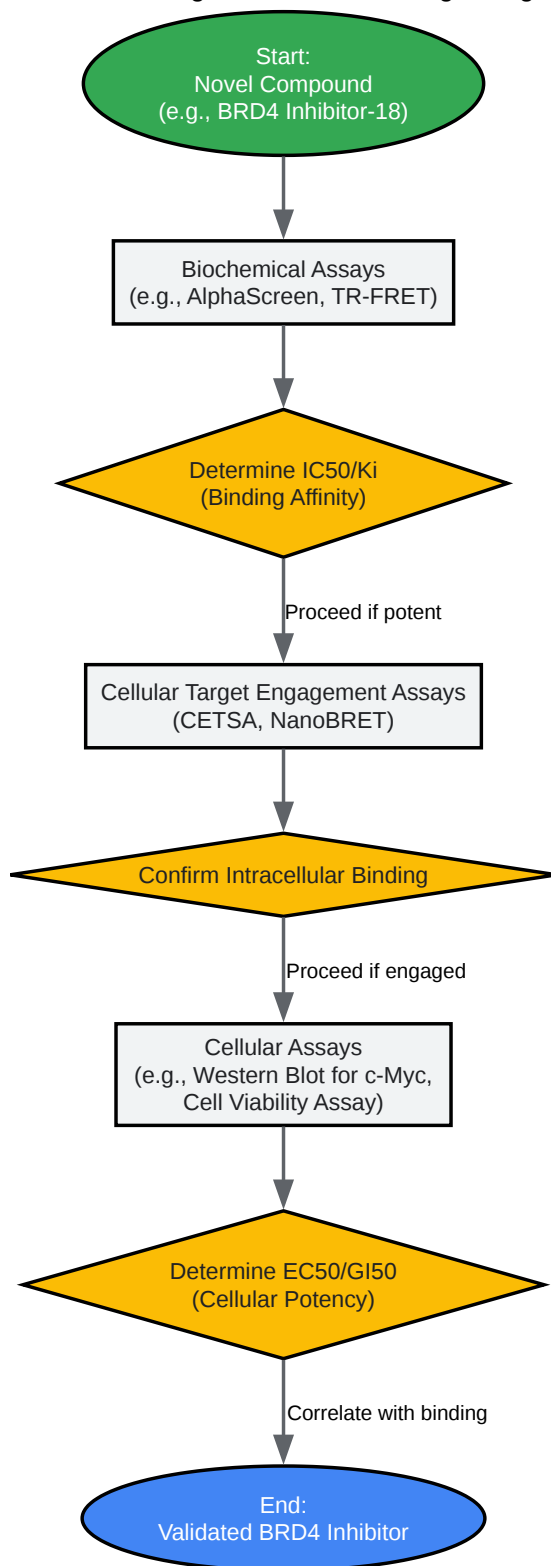 Start:
Novel Compound
(e.g., BRD4 Inhibitor-18)
Biochemical Assays
(e.g., AlphaScreen, TR-FRET)
Determine IC50/Ki
(Binding Affinity)
Proceed if potent
Cellular Target Engagement Assays
(CETSA, NanoBRET)
Confirm Intracellular Binding
Proceed if engaged
Cellular Assays
(e.g., Western Blot for c-Myc,
Cell Viability Assay)
Determine EC50/GI50
(Cellular Potency)
Correlate with binding
End:
Validated BRD4 Inhibitor